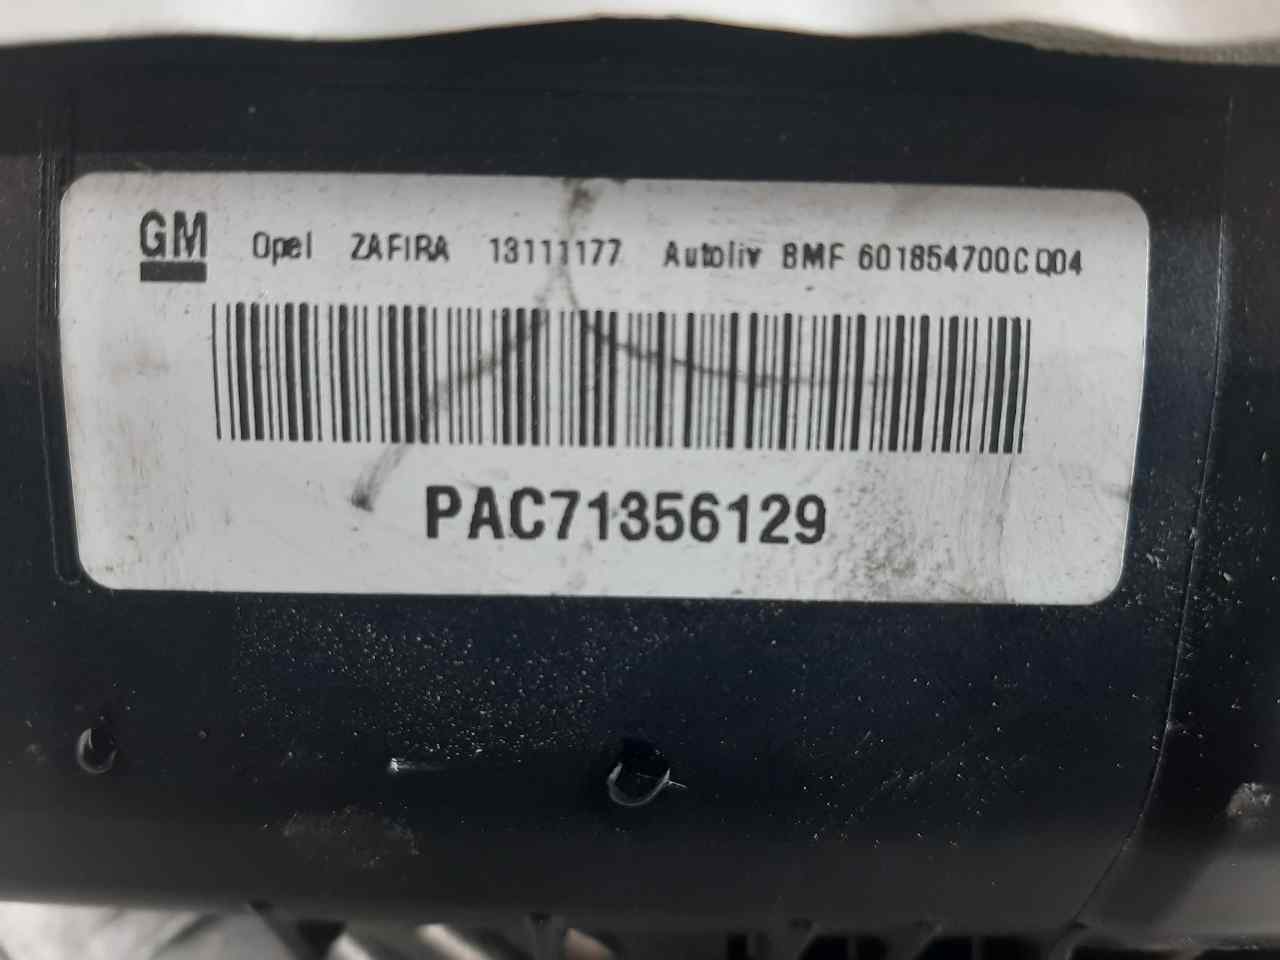 GM Opel ZAFIRA 13111177 Autoliv BMF 601854700C Q04
PAC71356129